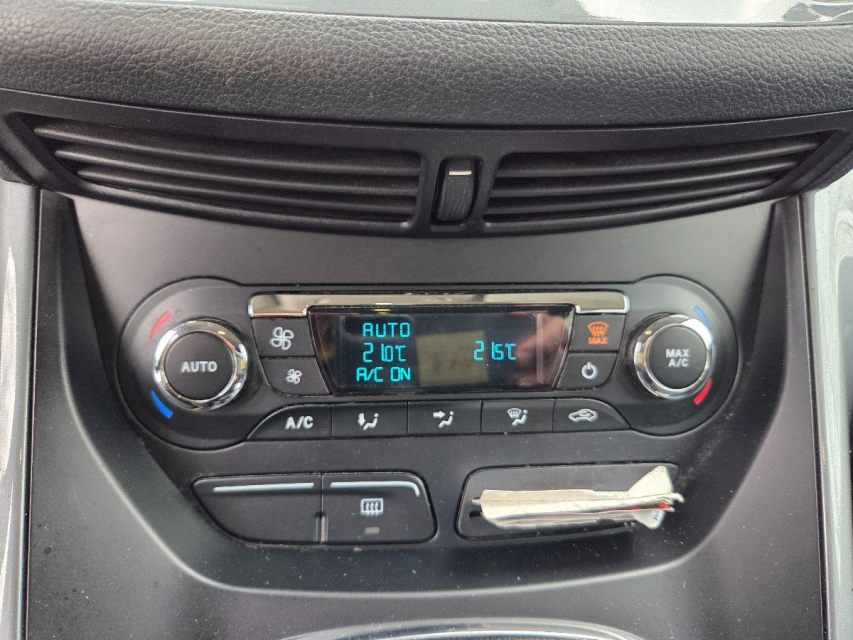 AUTO
AUTO
21.0°C
21.5°C
A/C ON
MAX
MAX
A/C
A/C